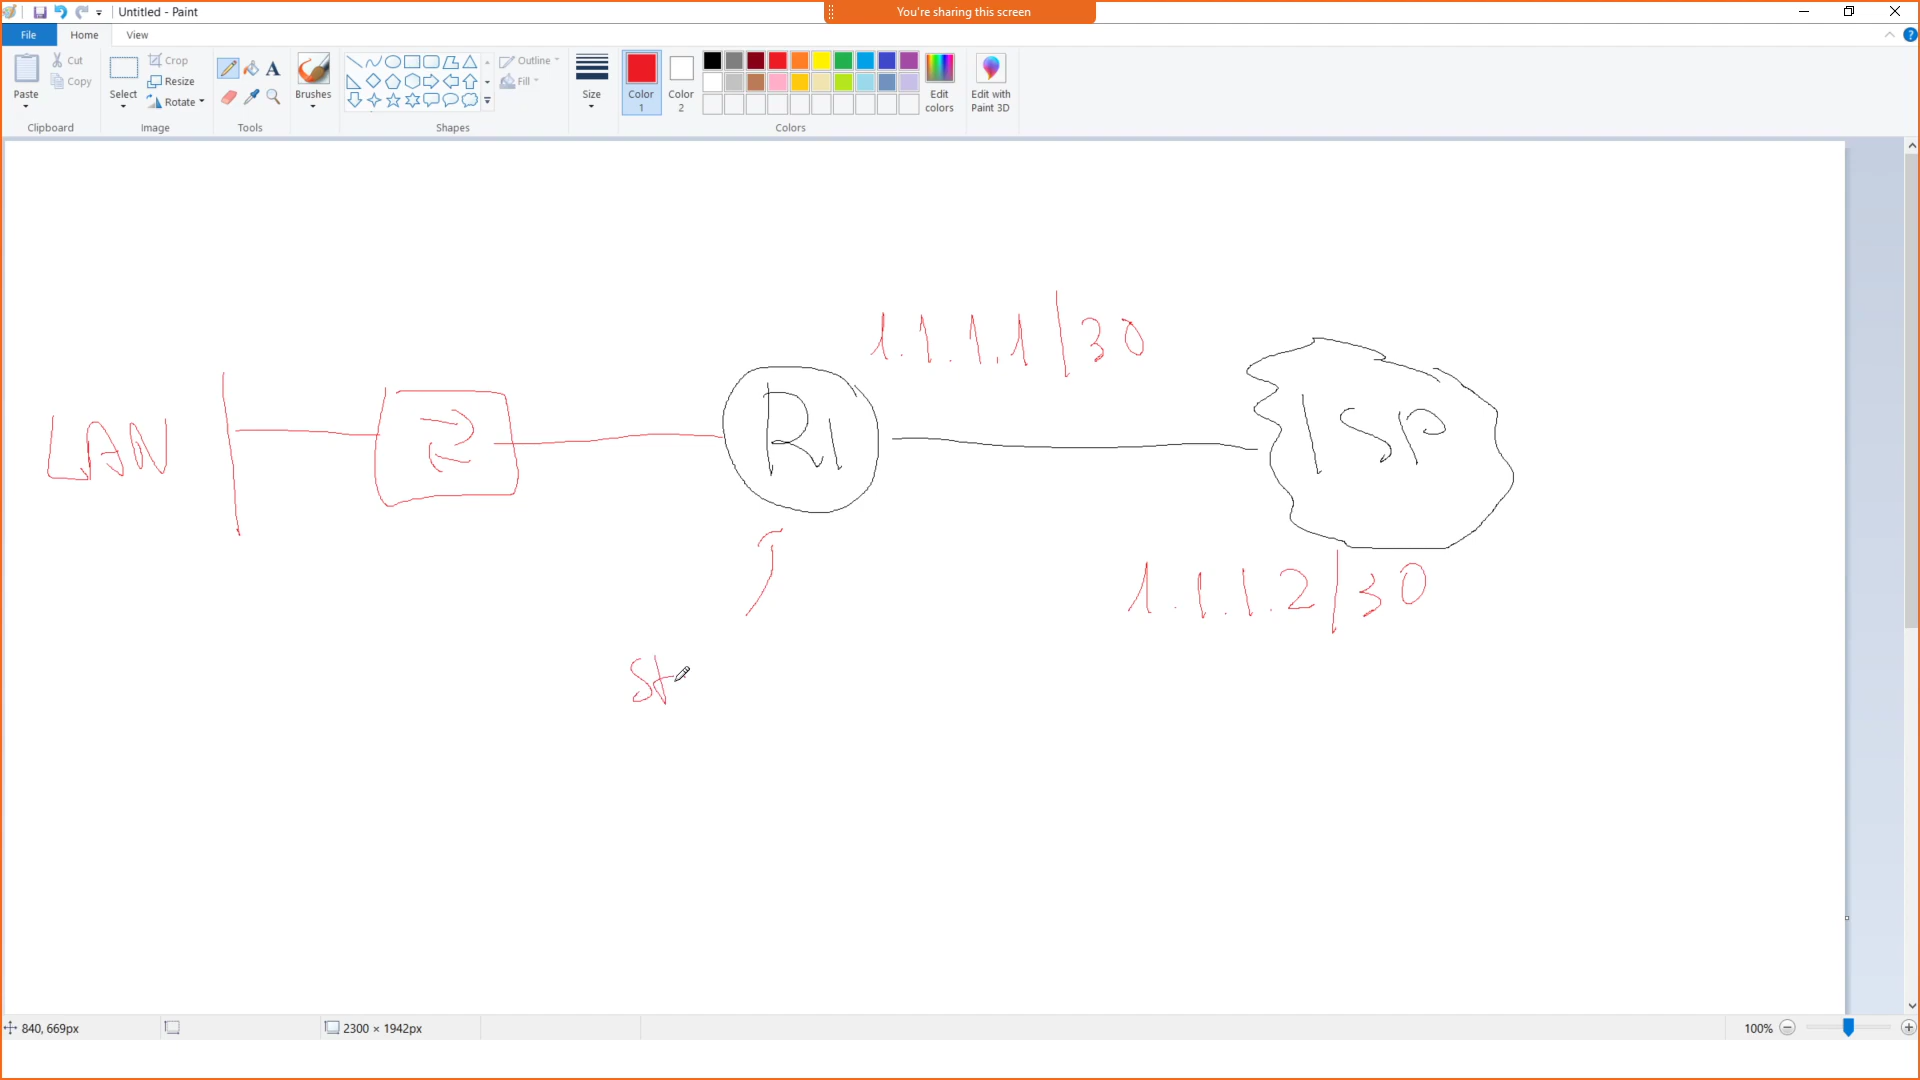 Untitled - Paint
You're sharing this screen
File Home View
Paste
Cut
Copy
Clipboard
Select
Crop
Resize
Rotate
Image
Tools
Brushes
Outline
Fill
Shapes
Size
Color
1
Color
2
Edit
colors
Edit with
Paint 3D
Colors
1.1.1.1/30
LAN
R1
ISP
1.1.1.2/30
St
840, 669px
2300 × 1942px
100%